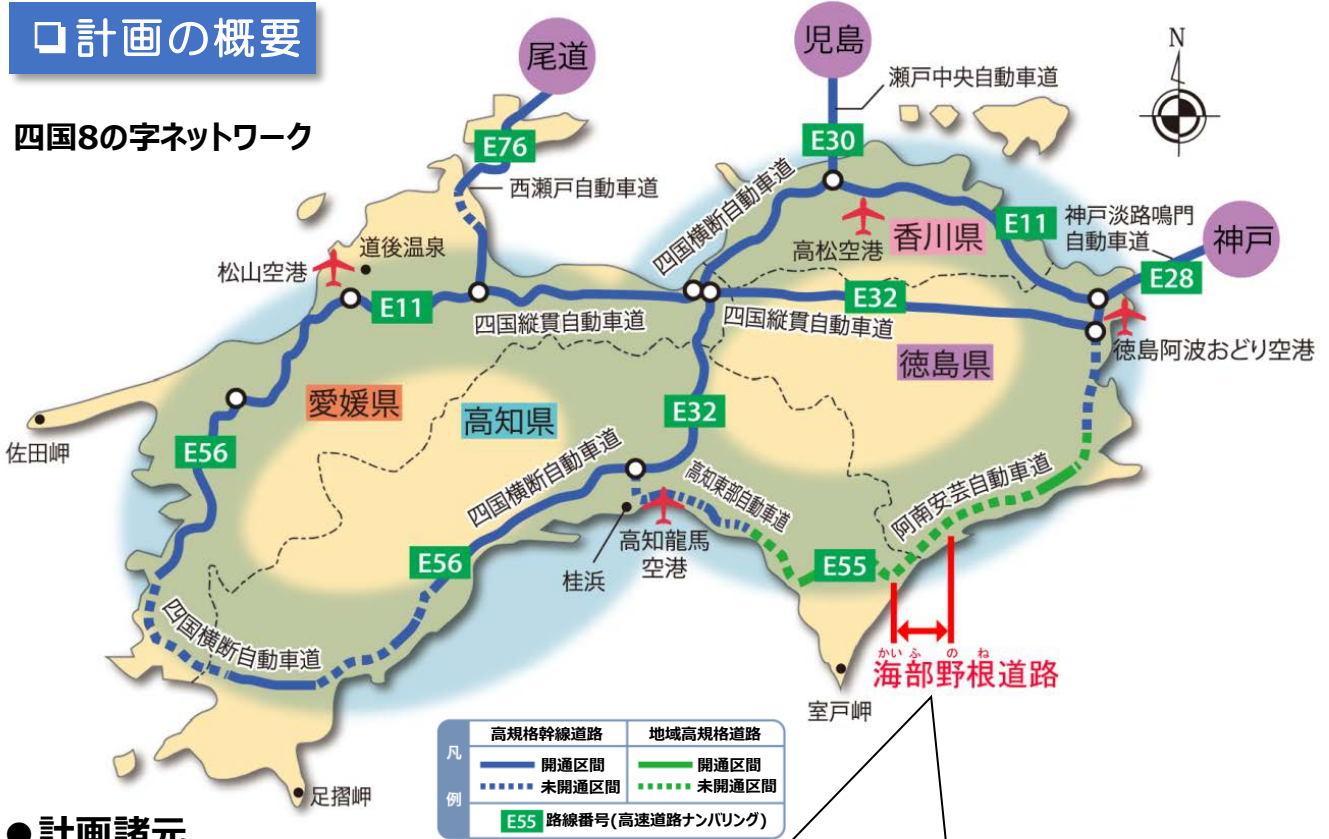 ❏計画の概要
四国8の字ネットワーク
尾道
児島
瀬戸中央自動車道
N
E76
E30
西瀬戸自動車道
四国横断自動車道
E11
神戸淡路鳴門
自動車道
神戸
香川県
高松空港
道後温泉
松山空港
E28
E11
E32
四国縦貫自動車道
四国縦貫自動車道
徳島阿波おどり空港
徳島県
愛媛県
高知県
E32
佐田岬
E56
四国横断自動車道
高知東部自動車道
阿南安芸自動車道
高知龍馬
空港
桂浜
E56
E55
四国横断自動車道
かいふのね
海部野根道路
室戸岬
足摺岬
凡例
高規格幹線道路
地域高規格道路
開通区間
開通区間
未開通区間
未開通区間
E55 路線番号(高速道路ナンバリング)
●計画諸元